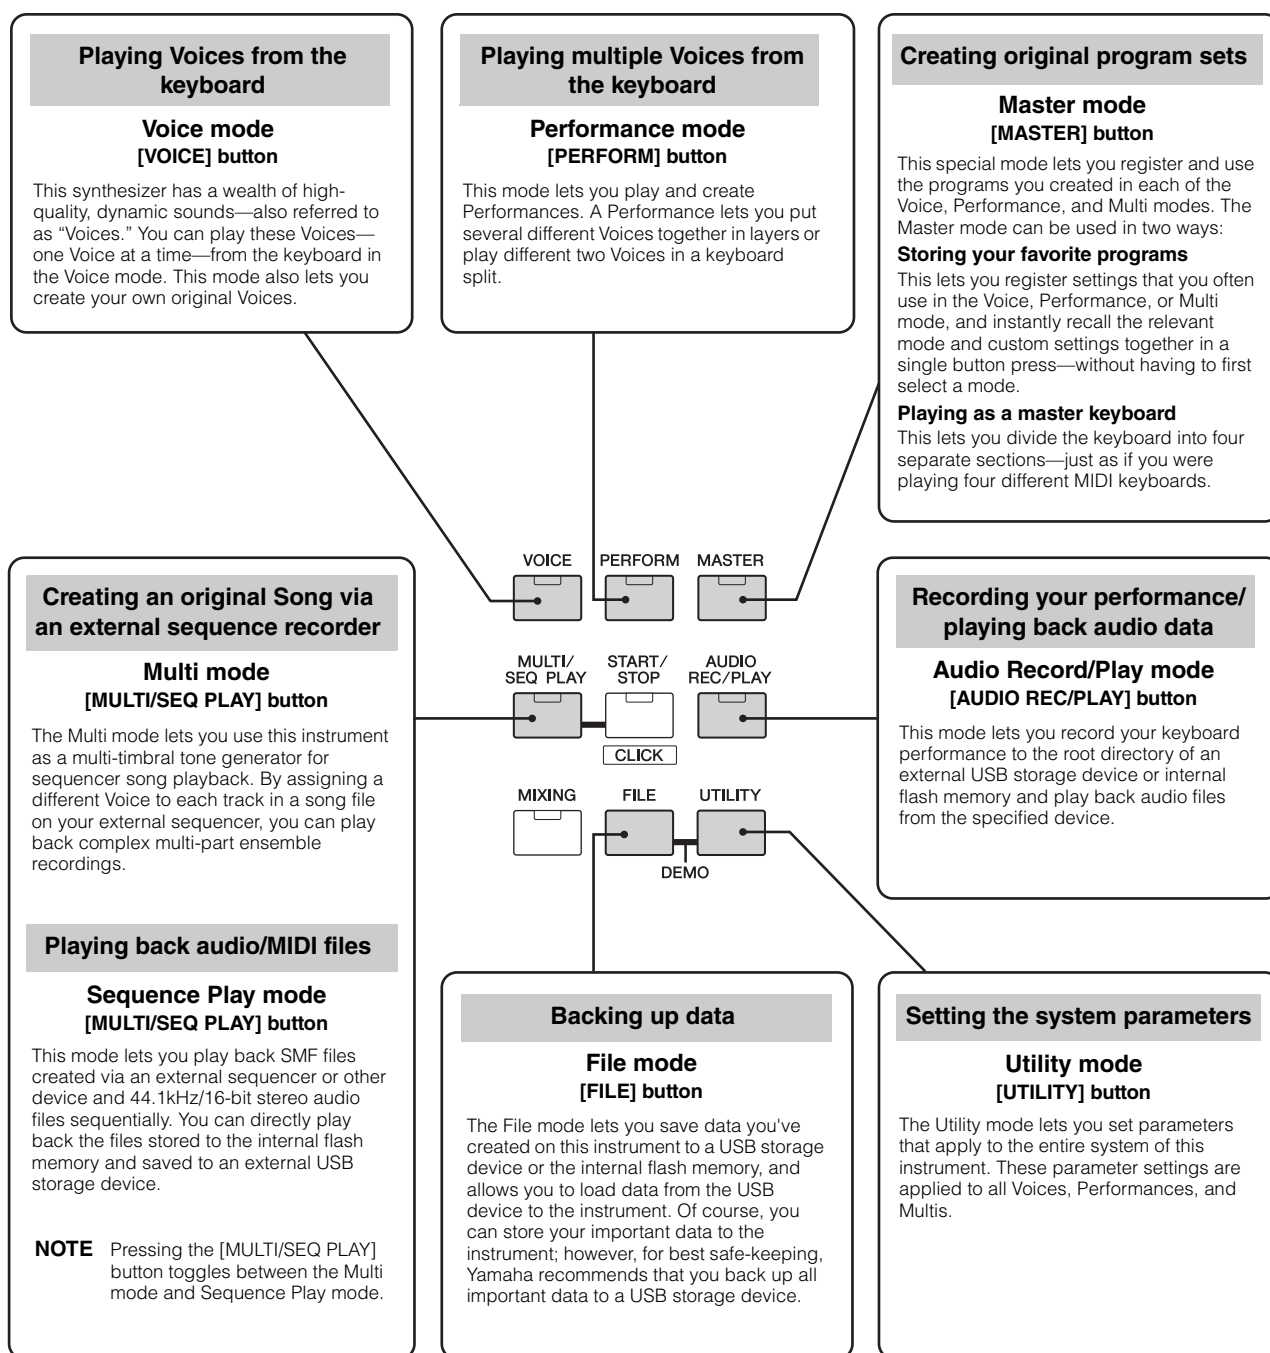 Playing Voices from the
keyboard
Voice mode
[VOICE] button
This synthesizer has a wealth of high-
quality, dynamic sounds—also referred to
as “Voices.” You can play these Voices—
one Voice at a time—from the keyboard in
the Voice mode. This mode also lets you
create your own original Voices.
Playing multiple Voices from
the keyboard
Performance mode
[PERFORM] button
This mode lets you play and create
Performances. A Performance lets you put
several different Voices together in layers or
play different two Voices in a keyboard
split.
Creating original program sets
Master mode
[MASTER] button
This special mode lets you register and use
the programs you created in each of the
Voice, Performance, and Multi modes. The
Master mode can be used in two ways:
Storing your favorite programs
This lets you register settings that you often
use in the Voice, Performance, or Multi
mode, and instantly recall the relevant
mode and custom settings together in a
single button press—without having to first
select a mode.
Playing as a master keyboard
This lets you divide the keyboard into four
separate sections—just as if you were
playing four different MIDI keyboards.
VOICE
PERFORM
MASTER
MULTI/
SEQ PLAY
START/
STOP
AUDIO
REC/PLAY
CLICK
MIXING
FILE
UTILITY
DEMO
Creating an original Song via
an external sequence recorder
Multi mode
[MULTI/SEQ PLAY] button
The Multi mode lets you use this instrument
as a multi-timbral tone generator for
sequencer song playback. By assigning a
different Voice to each track in a song file
on your external sequencer, you can play
back complex multi-part ensemble
recordings.
Playing back audio/MIDI files
Sequence Play mode
[MULTI/SEQ PLAY] button
This mode lets you play back SMF files
created via an external sequencer or other
device and 44.1kHz/16-bit stereo audio
files sequentially. You can directly play
back the files stored to the internal flash
memory and saved to an external USB
storage device.
NOTE Pressing the [MULTI/SEQ PLAY]
button toggles between the Multi
mode and Sequence Play mode.
Recording your performance/
playing back audio data
Audio Record/Play mode
[AUDIO REC/PLAY] button
This mode lets you record your keyboard
performance to the root directory of an
external USB storage device or internal
flash memory and play back audio files
from the specified device.
Backing up data
File mode
[FILE] button
The File mode lets you save data you've
created on this instrument to a USB storage
device or the internal flash memory, and
allows you to load data from the USB
device to the instrument. Of course, you
can store your important data to the
instrument; however, for best safe-keeping,
Yamaha recommends that you back up all
important data to a USB storage device.
Setting the system parameters
Utility mode
[UTILITY] button
The Utility mode lets you set parameters
that apply to the entire system of this
instrument. These parameter settings are
applied to all Voices, Performances, and
Multis.